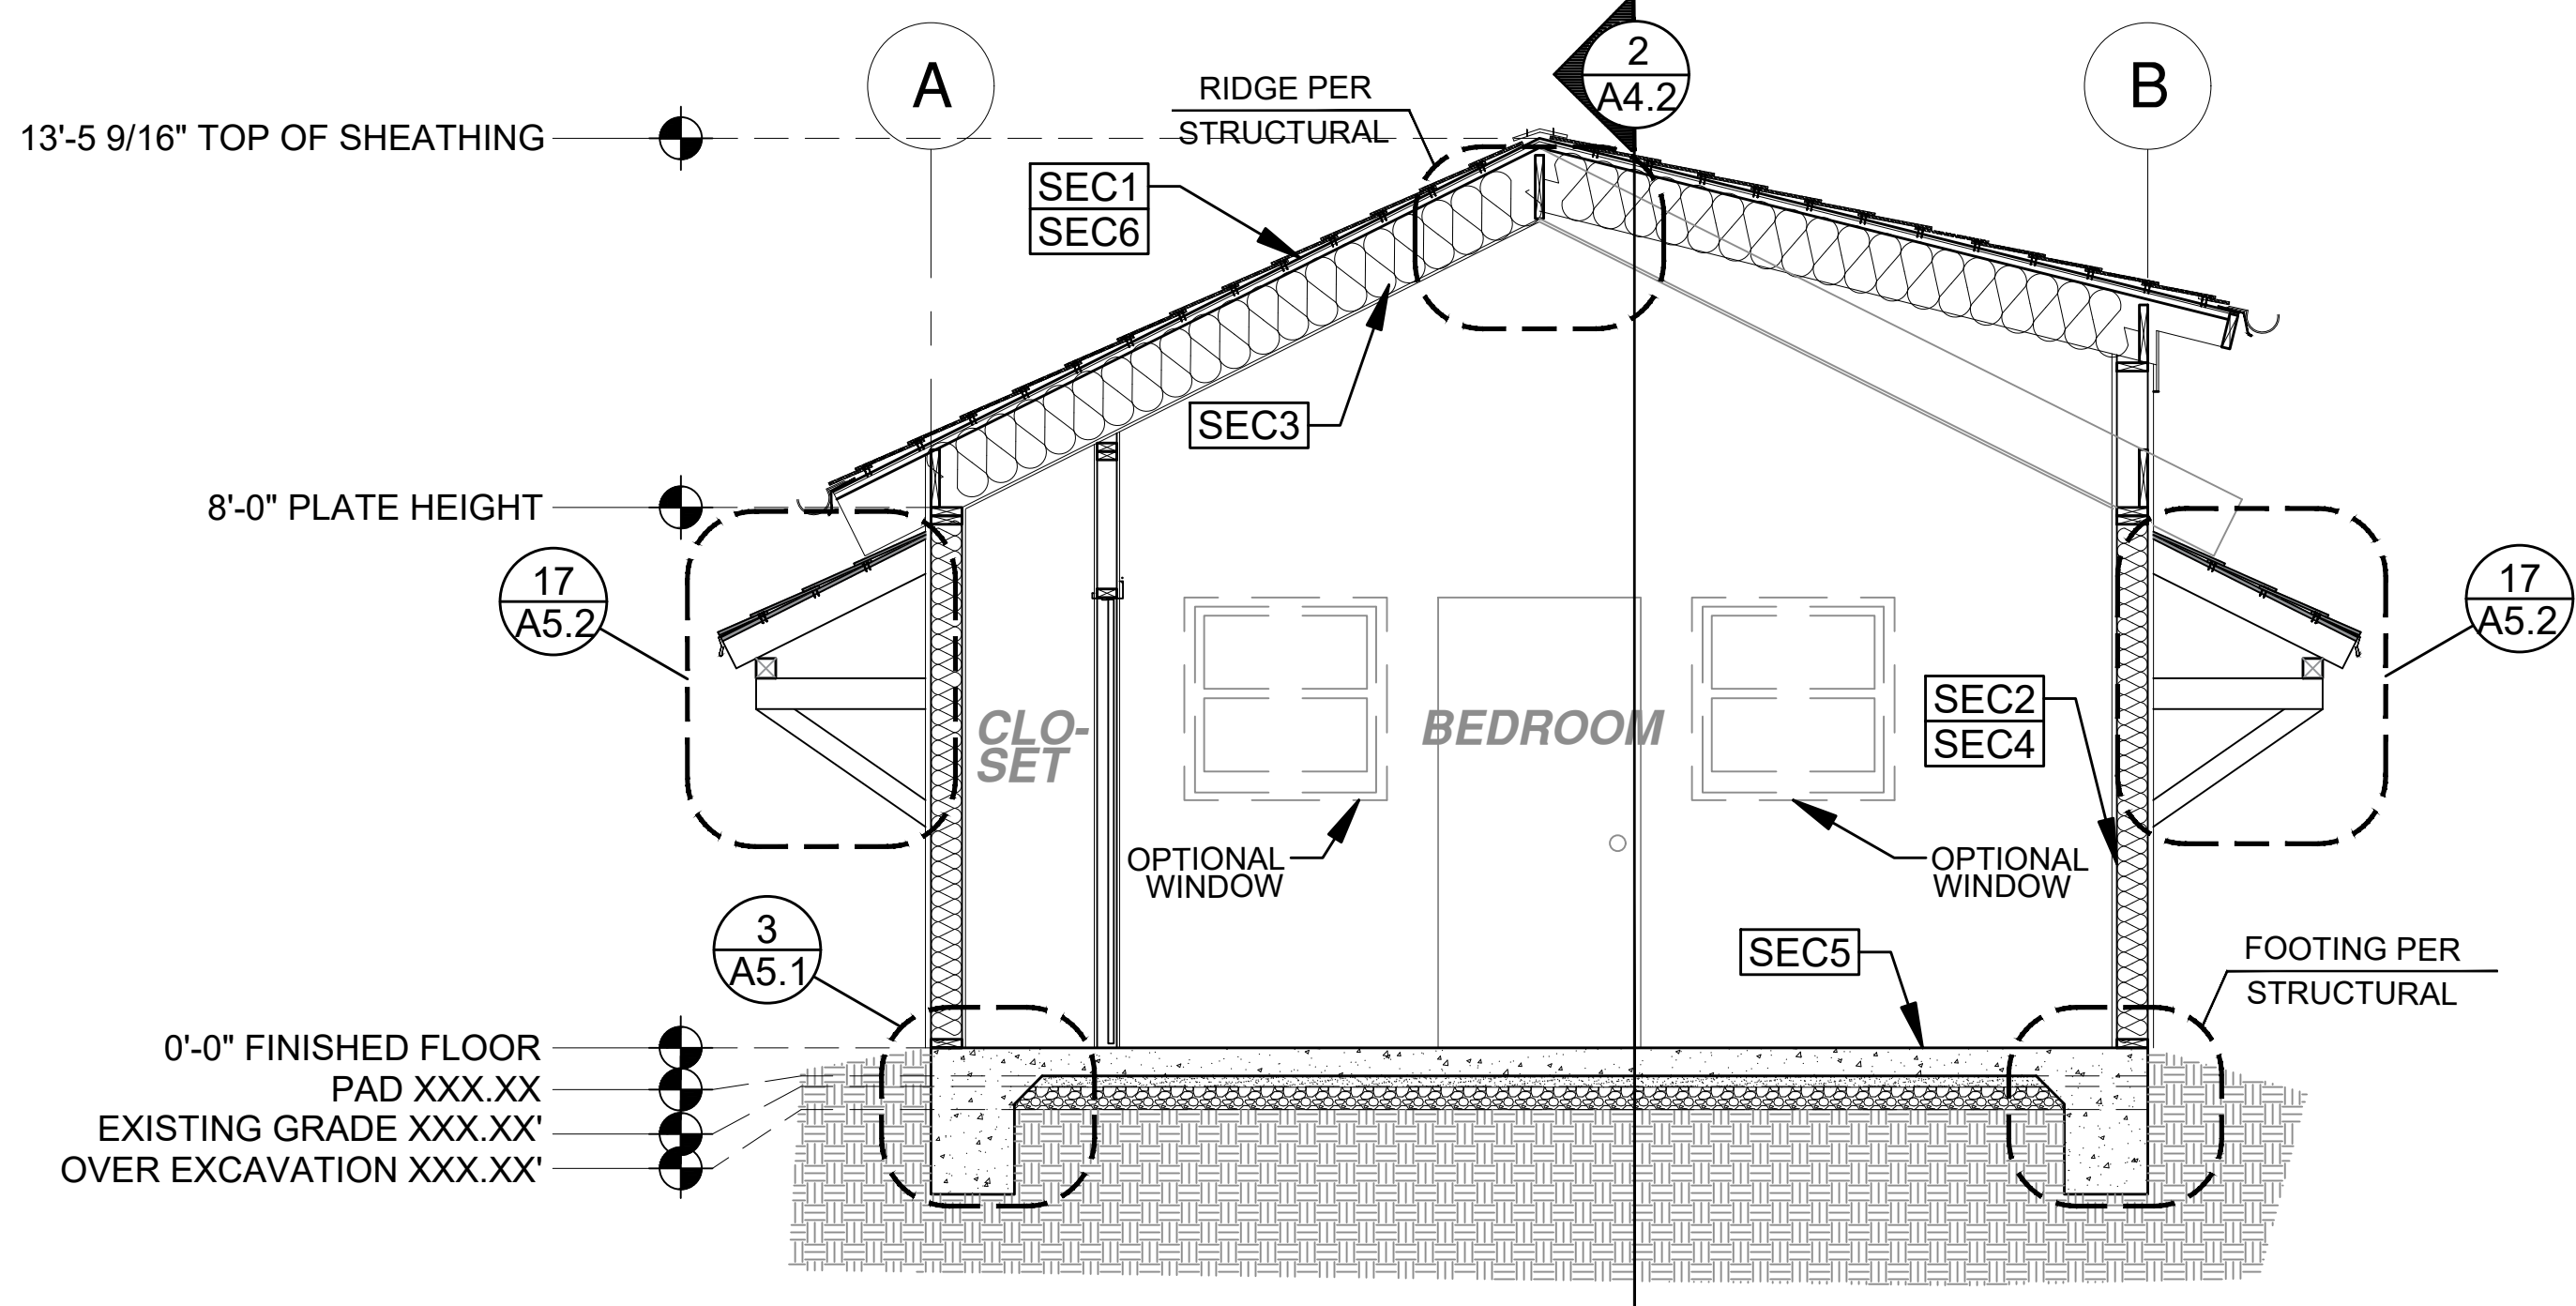 A
B
2
A4.2
RIDGE PER
STRUCTURAL
13'-5 9/16" TOP OF SHEATHING
SEC1
SEC6
SEC3
8'-0" PLATE HEIGHT
17
A5.2
17
A5.2
CLO-
SET
BEDROOM
SEC2
SEC4
OPTIONAL
WINDOW
OPTIONAL
WINDOW
3
A5.1
SEC5
FOOTING PER
STRUCTURAL
0'-0" FINISHED FLOOR
PAD XXX.XX
EXISTING GRADE XXX.XX'
OVER EXCAVATION XXX.XX'